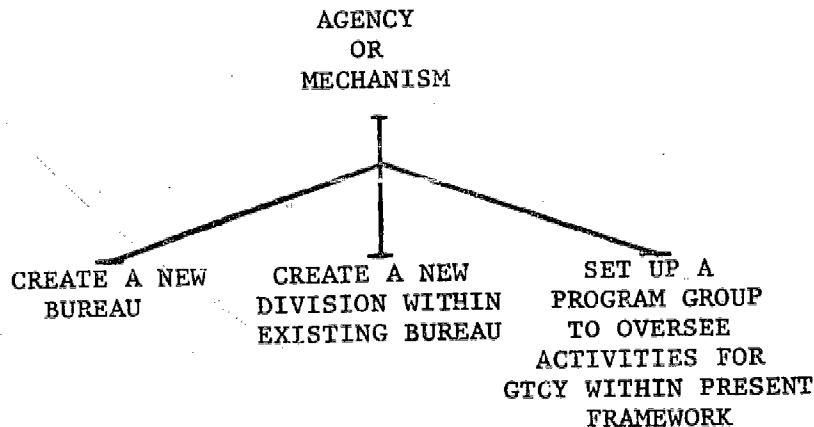 AGENCY
OR
MECHANISM
CREATE A NEW
BUREAU
CREATE A NEW
DIVISION WITHIN
EXISTING BUREAU
SET UP A
PROGRAM GROUP
TO OVERSEE
ACTIVITIES FOR
GTCY WITHIN PRESENT
FRAMEWORK